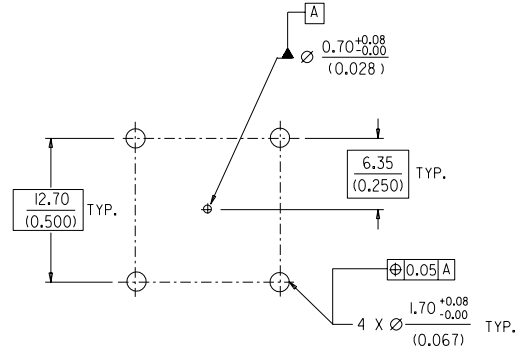 A
Ø 0.70 +0.08 -0.00
(0.028)
6.35
(0.250) TYP.
12.70
(0.500) TYP.
⌖ 0.05 A
4 X Ø 1.70 +0.08 -0.00 TYP.
(0.067)